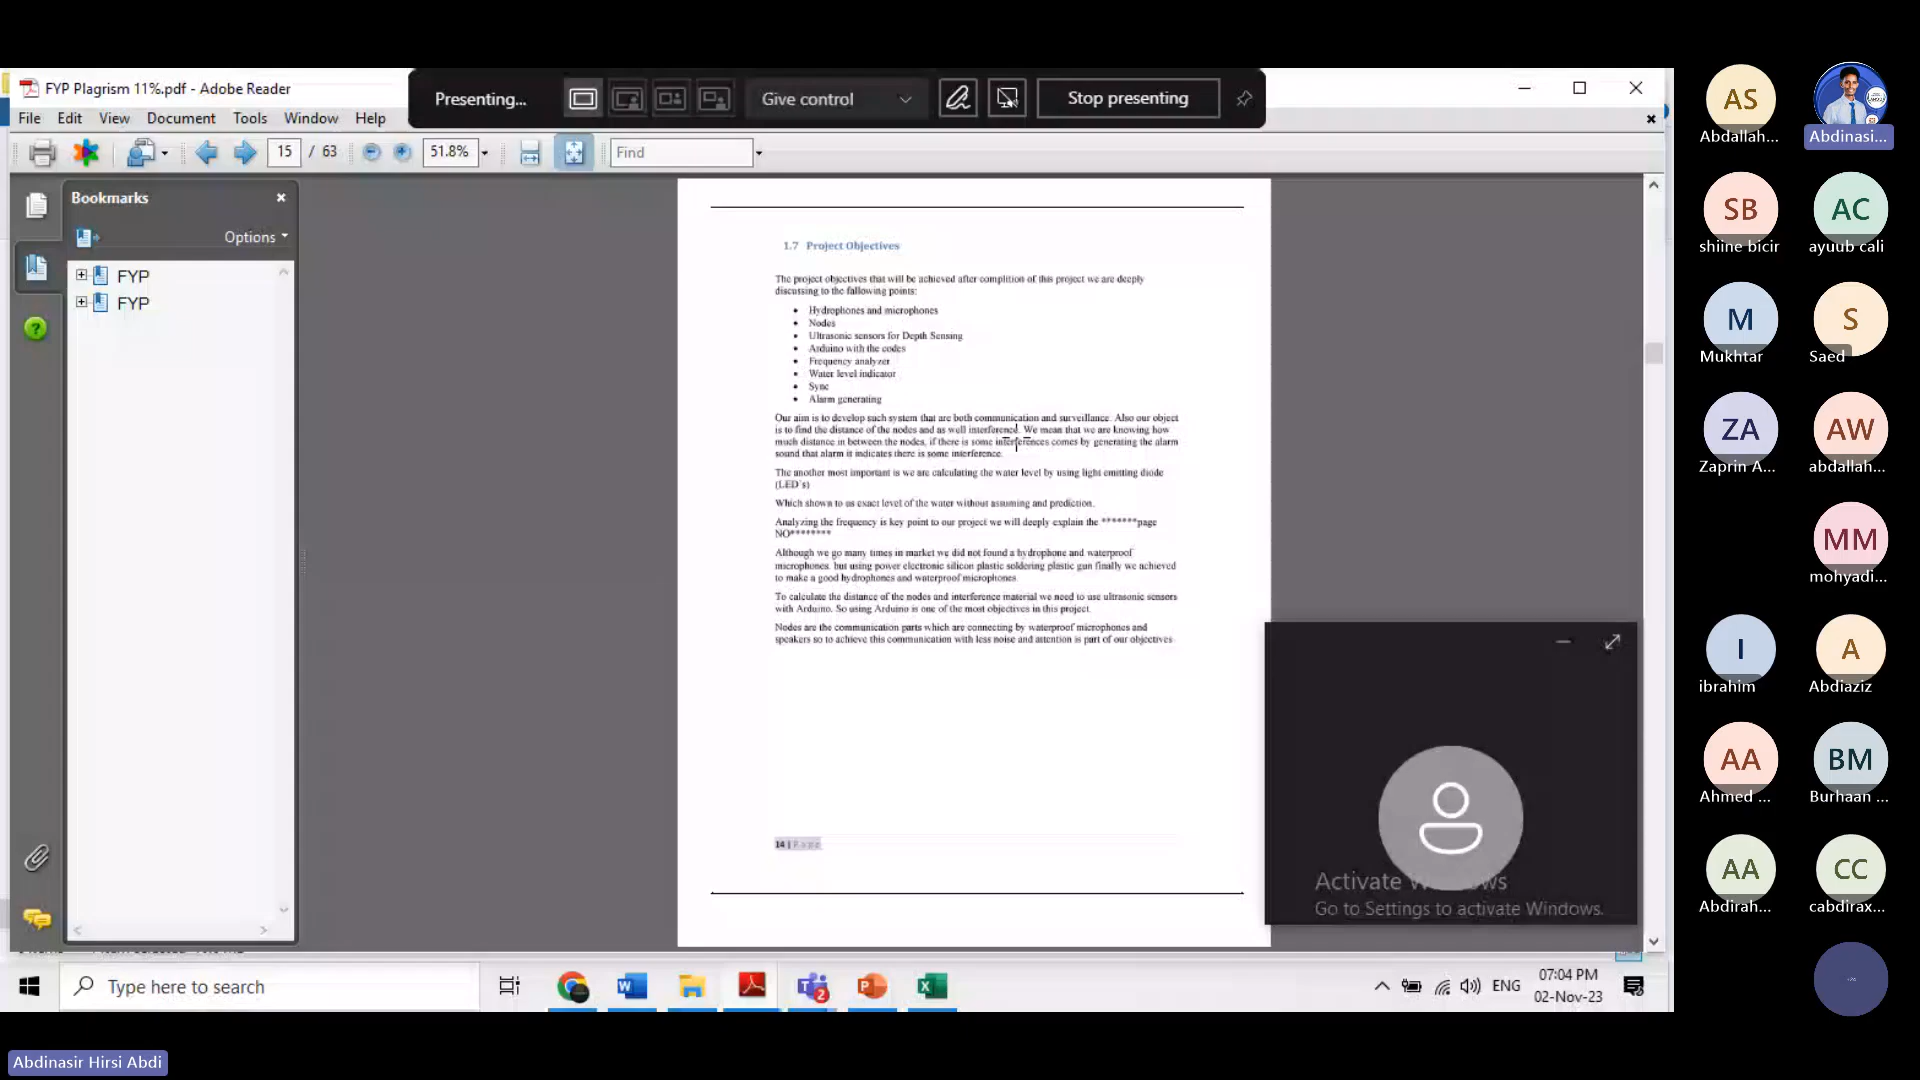 FYP Plagrism 11%.pdf - Adobe Reader
Presenting...
Give control
Stop presenting
File Edit View Document Tools Window Help
15 / 63
51.8%
Find
Bookmarks
Options
FYP
FYP
1.7 Project Objectives
The project objectives that will be achieved after complition of this project we are deeply
discussing to the fallowing points:
• Hydrophones and microphones
• Nodes
• Ultrasonic sensors for Depth Sensing
• Arduino with the codes
• Frequency analyzer
• Water level indicator
• Sync
• Alarm generating
Our aim is to develop such system that are both communication and surveillance. Also our object
is to find the distance of the nodes and as well interference. We mean that we are knowing how
much distance in between the nodes, if there is some interferences comes by generating the alarm
sound that alarm it indicates there is some interference.
The another most important is we are calculating the water level by using light emitting diode
(LED's)
Which shown to us exact level of the water without assuming and prediction.
Analyzing the frequency is key point to our project we will deeply explain the *******page
NO********
Although we go many times in market we did not found a hydrophone and waterproof
microphones, but using power electronic silicon plastic soldering plastic gun finally we achieved
to make a good hydrophones and waterproof microphones.
To calculate the distance of the nodes and interference material we need to use ultrasonic sensors
with Arduino. So using Arduino is one of the most objectives in this project.
Nodes are the communication parts which are connecting by waterproof microphones and
speakers so to achieve this communication with less noise and attention is part of our objectives
14 | Page
Activate Windows
Go to Settings to activate Windows.
Type here to search
2
ENG
07:04 PM
02-Nov-23
AS
Abdallah...
Abdinasi...
SB
shiine bicir
AC
ayuub cali
M
Mukhtar
S
Saed
ZA
Zaprin A...
AW
abdallah...
MM
mohyadi...
I
ibrahim
A
Abdiaziz
AA
Ahmed ...
BM
Burhaan ...
AA
Abdirah...
CC
cabdirax...
Abdinasir Hirsi Abdi